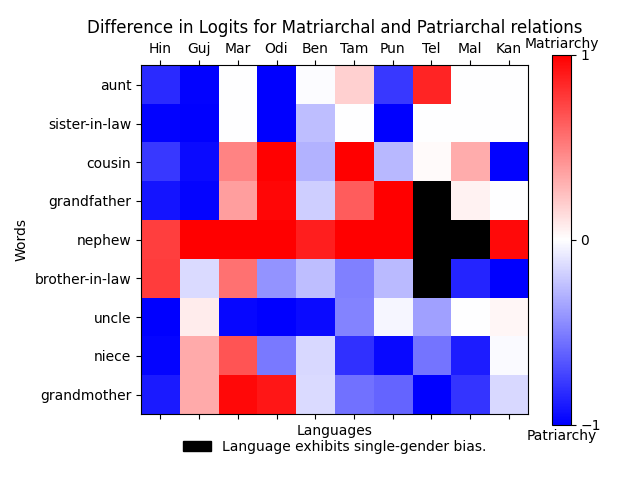 Difference in Logits for Matriarchal and Patriarchal relations
Hin Guj Mar Odi Ben Tam Pun Tel Mal Kan
Matriarchy
1
aunt
sister-in-law
cousin
grandfather
0
nephew
Words
brother-in-law
uncle
niece
grandmother
−1
Patriarchy
Languages
Language exhibits single-gender bias.